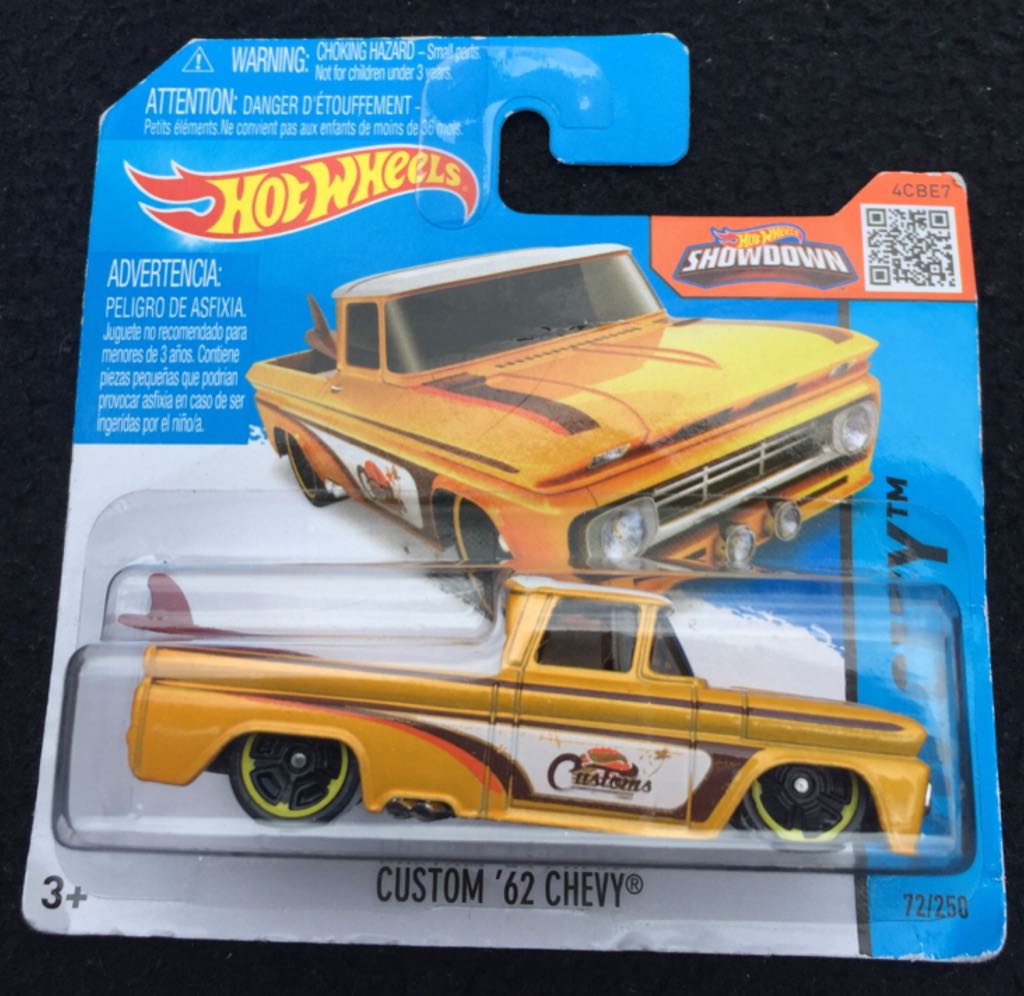 WARNING: CHOKING HAZARD – Small parts.
Not for children under 3 years.
ATTENTION: DANGER D'ÉTOUFFEMENT –
Petits éléments. Ne convient pas aux enfants de moins de 36 mois.
HOT WHEELS
4CBE7
HOT WHEELS
SHOWDOWN
ADVERTENCIA:
PELIGRO DE ASFIXIA.
Juguete no recomendado para
menores de 3 años. Contiene
piezas pequeñas que podrían
provocar asfixia en caso de ser
ingeridas por el niño/a.
TM
Customs
3+
CUSTOM '62 CHEVY®
72/250